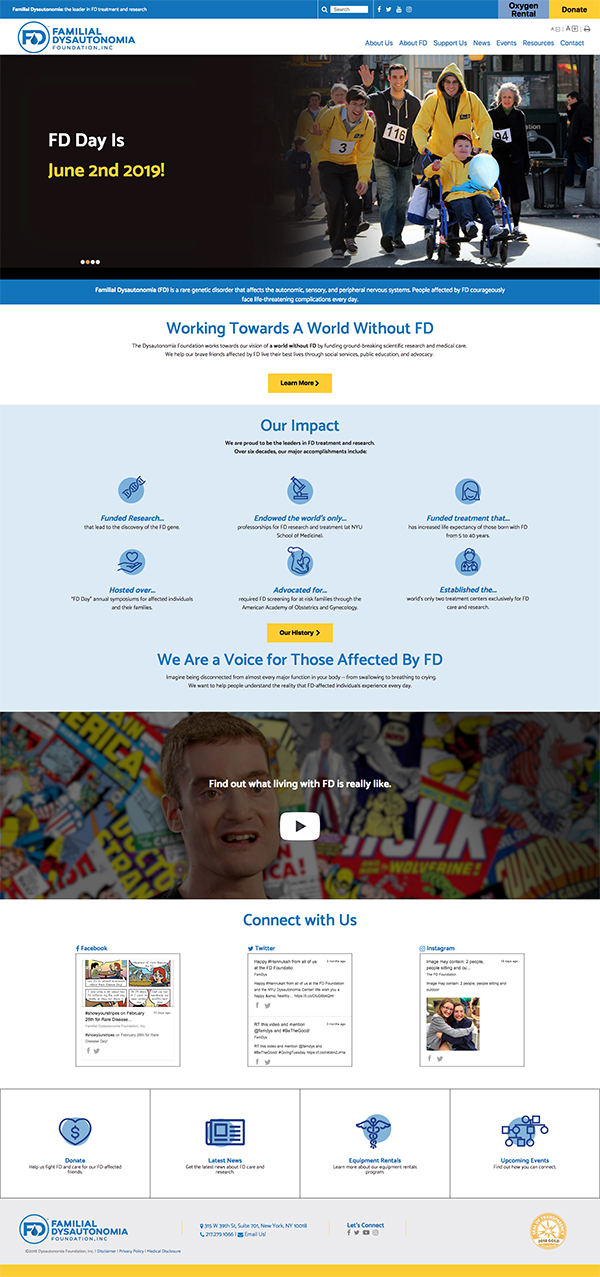 Familial Dysautonomia: the leader in FD treatment and research
Search
Oxygen
Rental
Donate
FD
FAMILIAL
DYSAUTONOMIA
FOUNDATION, INC
A
A
About Us
About FD
Support Us
News
Events
Resources
Contact
FD Day Is
June 2nd 2019!
3
116
94
Familial Dysautonomia (FD) is a rare genetic disorder that affects the autonomic, sensory, and peripheral nervous systems. People affected by FD courageously
face life-threatening complications every day.
Working Towards A World Without FD
The Dysautonomia Foundation works towards our vision of a world without FD by funding ground-breaking scientific research and medical care.
We help our brave friends affected by FD live their best lives through social services, public education, and advocacy.
Learn More
Our Impact
We are proud to be the leaders in FD treatment and research.
Over six decades, our major accomplishments include:
Funded Research...
that lead to the discovery of the FD gene.
Endowed the world's only...
professorships for FD research and treatment (at NYU
School of Medicine).
Funded treatment that...
has increased life expectancy of those born with FD
from 5 to 40 years.
Hosted over...
"FD Day" annual symposiums for affected individuals
and their families.
Advocated for...
required FD screening for at-risk families through the
American Academy of Obstetrics and Gynecology.
Established the...
world's only two treatment centers exclusively for FD
care and research.
Our History
We Are a Voice for Those Affected By FD
Imagine being disconnected from almost every major function in your body – from swallowing to breathing to crying.
We want to help people understand the reality that FD-affected individuals experience every day.
CAPTAIN
AMERICA!
DOCTOR
STRANGE
HULK
AND NOW...
WOLVERINE!
Find out what living with FD is really like.
Connect with Us
Facebook
#showyourstripes on February
28th for Rare Disease...
Familial Dysautonomia Foundation, Inc.
#showyourstripes on February 28th for Rare
Disease Day!
Twitter
Happy #Hannukah from all of us
at the FD Foundatio
2 months ago
FamDys
Happy #Hannukah from all of us at the FD Foundation
and the NYU Dysautonomia Center! We wish you a
happy &amp; healthy...
RT this video and mention
@famdys and #BeTheGood!
3 months ago
FamDys
RT this video and mention @famdys and
#BeTheGood! #GivingTuesday
Instagram
Image may contain: 2 people,
people sitting and ou...
The FD Foundation
Image may contain: 2 people, people sitting and
outdoor
Donate
Help us fight FD and care for our FD-affected
friends.
Latest News
Get the latest news about FD care and
research.
Equipment Rentals
Learn more about our equipment rentals
program.
Upcoming Events
Find out how you can connect.
FD
FAMILIAL
DYSAUTONOMIA
FOUNDATION, INC
315 W 39th St, Suite 701, New York, NY 10018
212.279.1066 | Email Us!
Let's Connect
©2018 Dysautonomia Foundation, Inc. | Disclaimer | Privacy Policy | Medical Disclosure
2018 GOLD